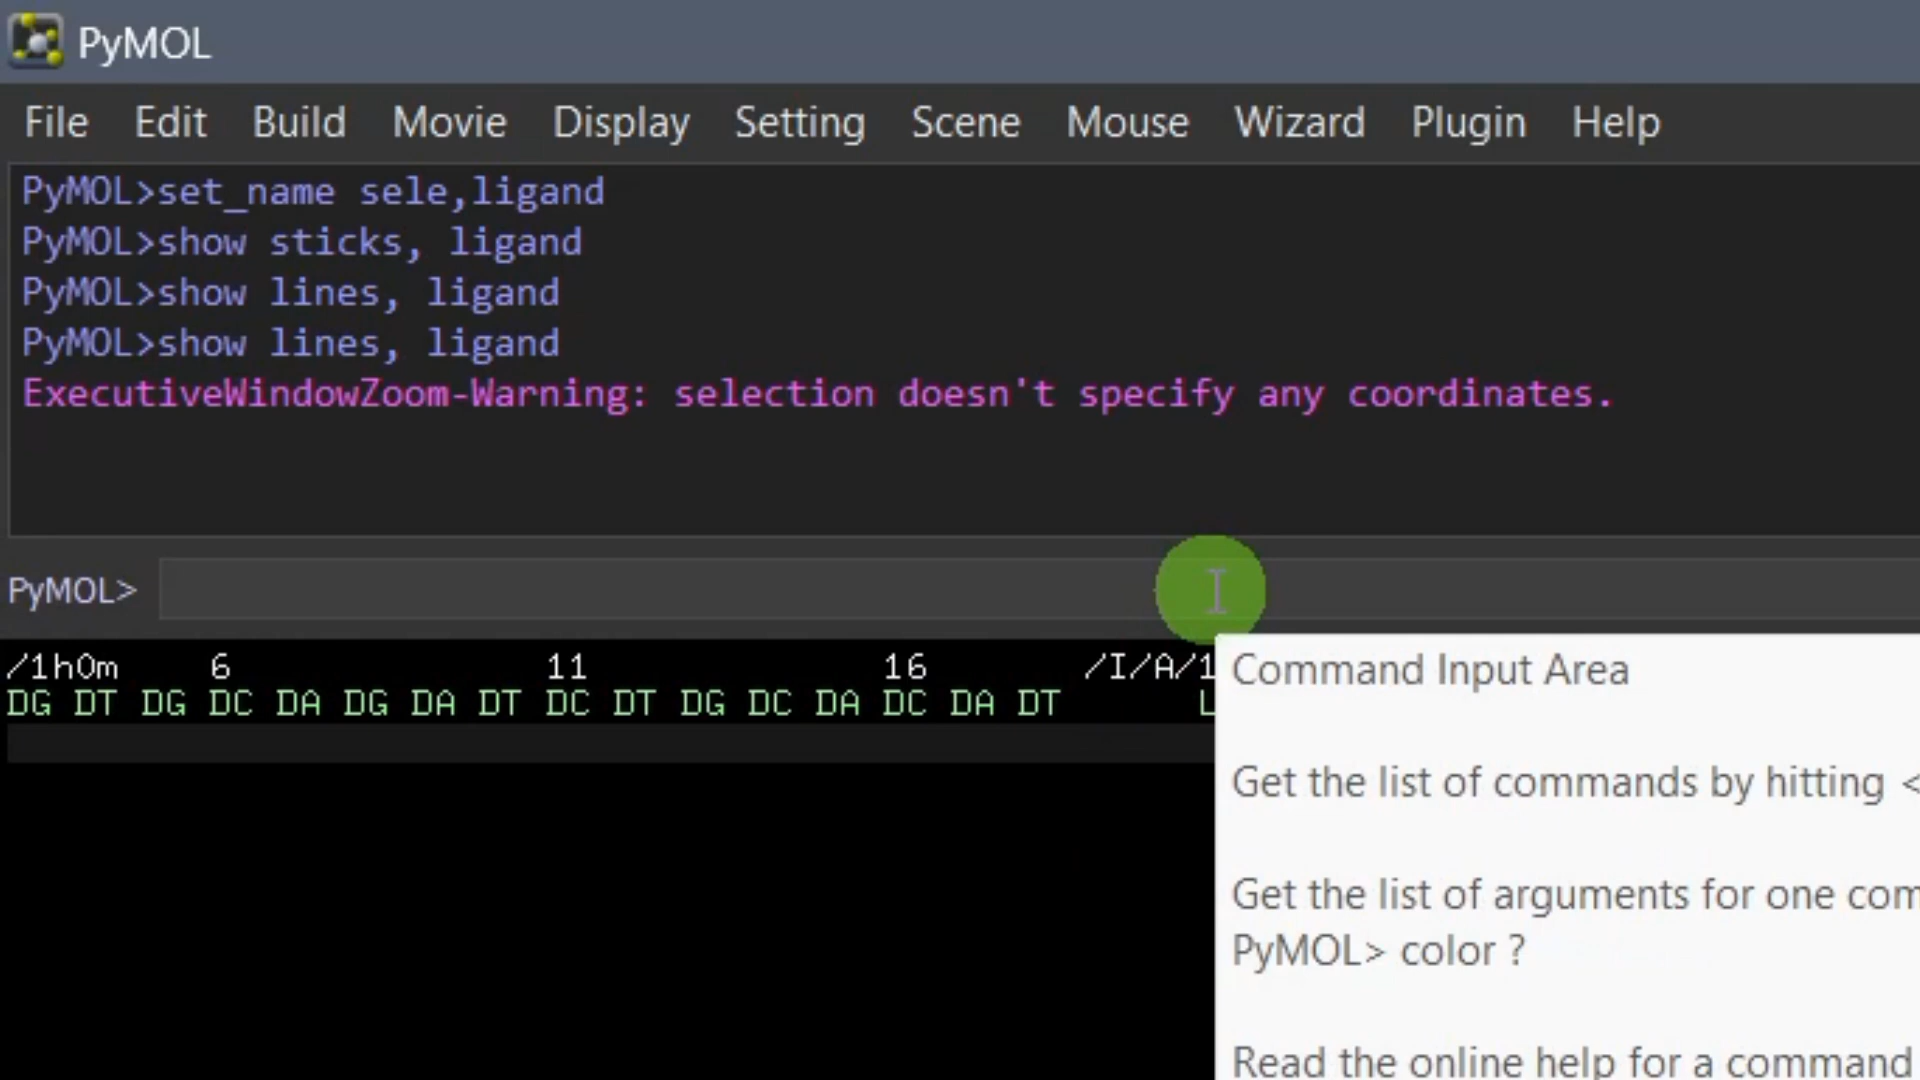 PyMOL
File Edit Build Movie Display Setting Scene Mouse Wizard Plugin Help
PyMOL>set_name sele,ligand
PyMOL>show sticks, ligand
PyMOL>show lines, ligand
PyMOL>show lines, ligand
ExecutiveWindowZoom-Warning: selection doesn't specify any coordinates.
PyMOL>
/1h0m 6 11 16 /I/A/1
DG DT DG DC DA DG DA DT DC DT DG DC DA DC DA DT L
Command Input Area
Get the list of commands by hitting <
Get the list of arguments for one com
PyMOL> color ?
Read the online help for a command